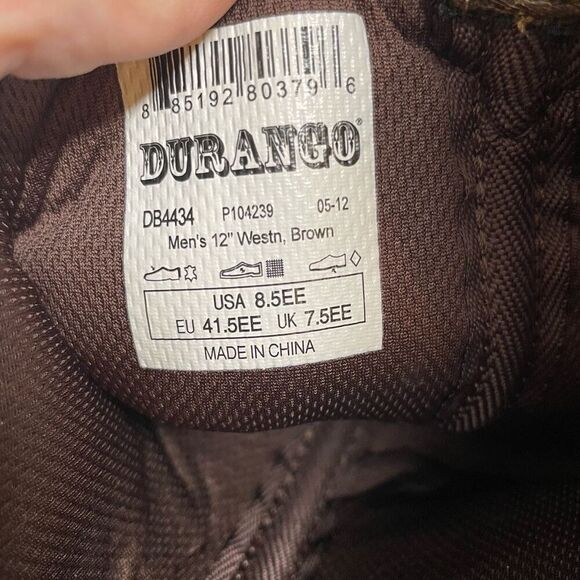 8 85192 80379 6
DURANGO®
DB4434 P104239 05-12
Men's 12" Westn, Brown
USA 8.5EE
EU 41.5EE UK 7.5EE
MADE IN CHINA